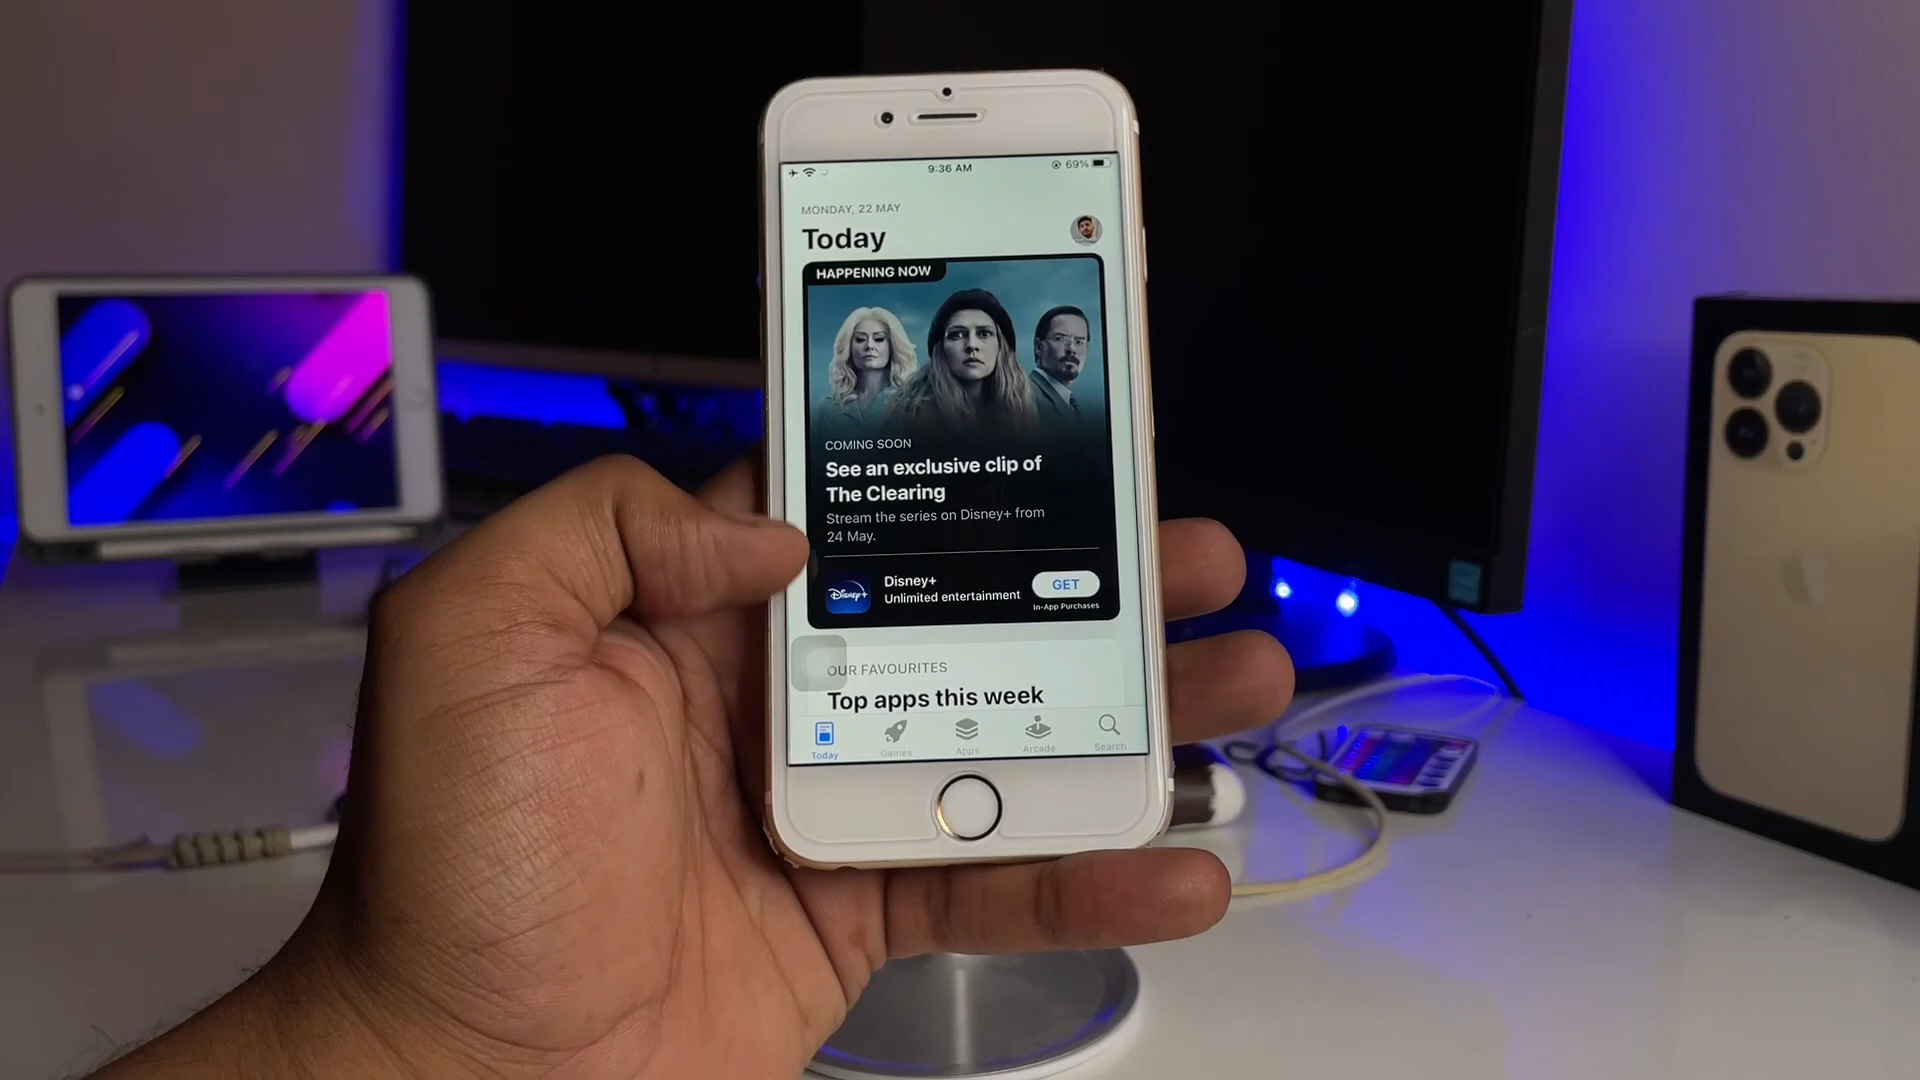 9:36 AM
69%
MONDAY, 22 MAY
Today
HAPPENING NOW
COMING SOON
See an exclusive clip of
The Clearing
Stream the series on Disney+ from
24 May.
Disney+
Disney+
Unlimited entertainment
GET
In-App Purchases
OUR FAVOURITES
Top apps this week
Today
Games
Apps
Arcade
Search